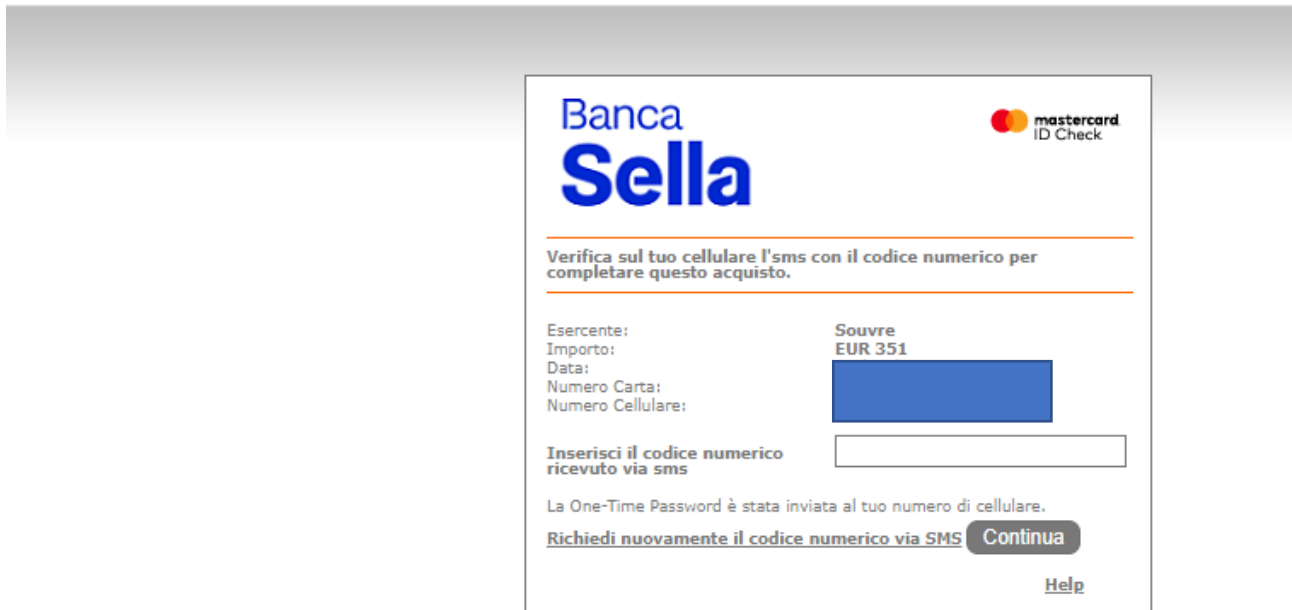 Banca
Sella
mastercard
ID Check
Verifica sul tuo cellulare l'sms con il codice numerico per
completare questo acquisto.
Esercente: Souvre
Importo: EUR 351
Data:
Numero Carta:
Numero Cellulare:
Inserisci il codice numerico
ricevuto via sms
La One-Time Password è stata inviata al tuo numero di cellulare.
Richiedi nuovamente il codice numerico via SMS Continua
Help